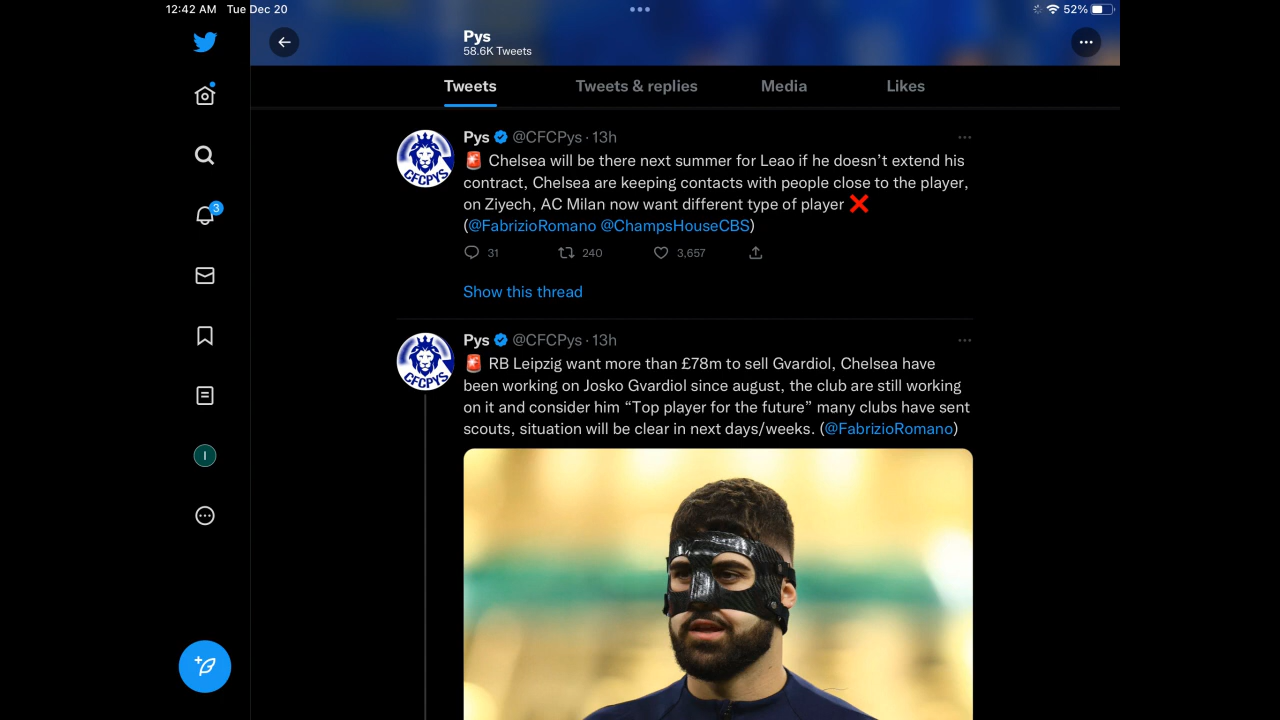 12:42 AM Tue Dec 20
52%
Pys
58.6K Tweets
Tweets
Tweets & replies
Media
Likes
3
I
Pys @CFCPys · 13h
🚨 Chelsea will be there next summer for Leao if he doesn’t extend his
contract, Chelsea are keeping contacts with people close to the player,
on Ziyech, AC Milan now want different type of player ❌
(@FabrizioRomano @ChampsHouseCBS)
31
240
3,657
Show this thread
CFCPYS
Pys @CFCPys · 13h
🚨 RB Leipzig want more than £78m to sell Gvardiol, Chelsea have
been working on Josko Gvardiol since august, the club are still working
on it and consider him “Top player for the future” many clubs have sent
scouts, situation will be clear in next days/weeks. (@FabrizioRomano)
CFCPYS